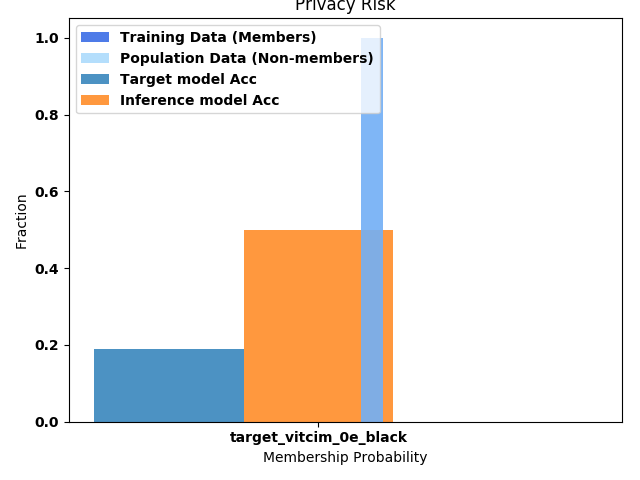 Privacy Risk
Training Data (Members)
Population Data (Non-members)
Target model Acc
Inference model Acc
1.0
0.8
0.6
0.4
0.2
0.0
Fraction
target_vitcim_0e_black
Membership Probability